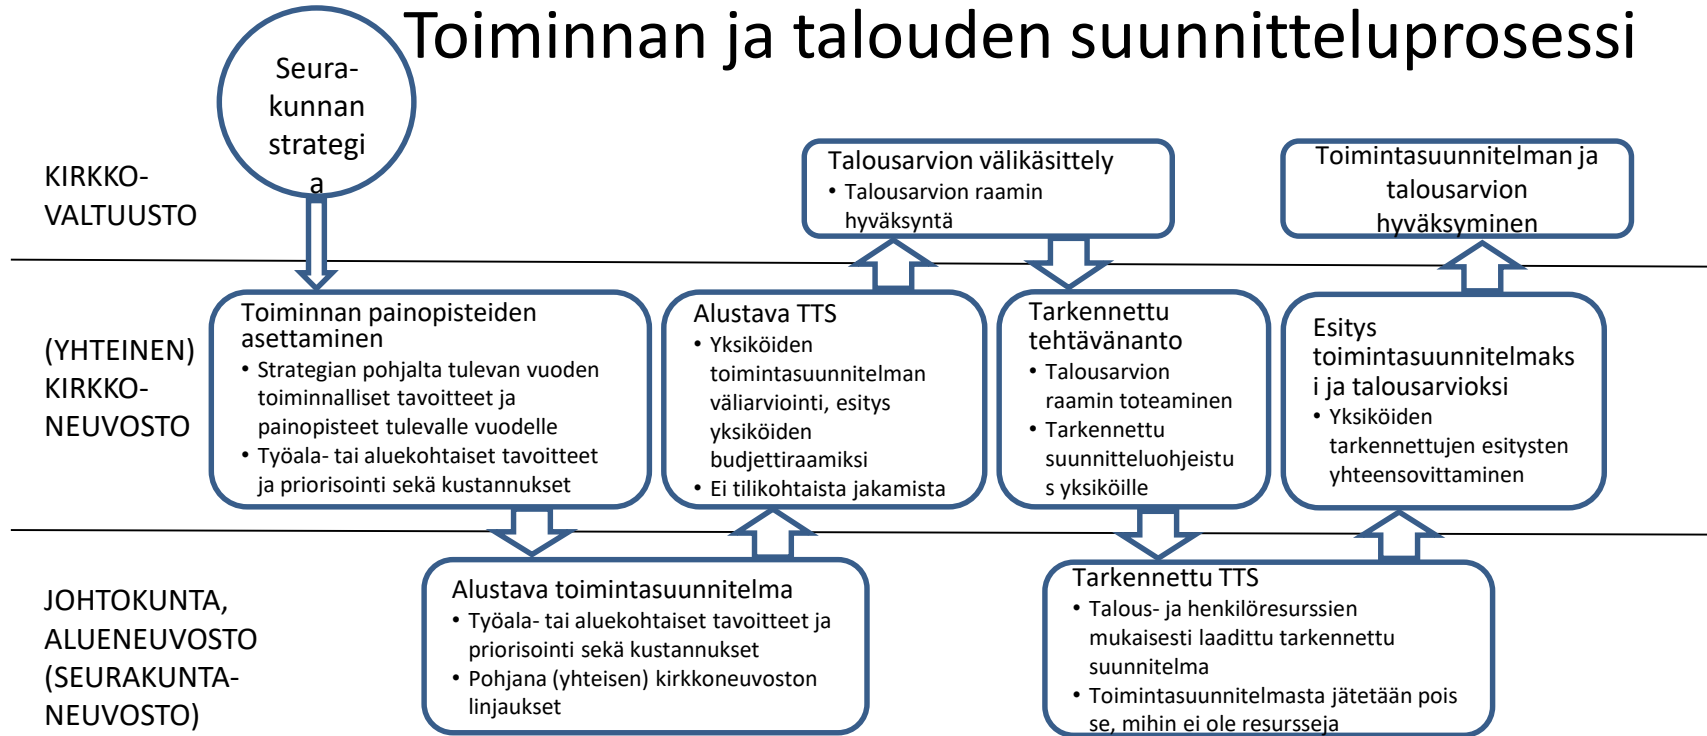 Toiminnan ja talouden suunnitteluprosessi
Seura-
kunnan
strategi
a
KIRKKO-
VALTUUSTO
Talousarvion välikäsittely
• Talousarvion raamin
hyväksyntä
Toimintasuunnitelman ja
talousarvion
hyväksyminen
(YHTEINEN)
KIRKKO-
NEUVOSTO
Toiminnan painopisteiden
asettaminen
• Strategian pohjalta tulevan vuoden
toiminnalliset tavoitteet ja
painopisteet tulevalle vuodelle
• Työala- tai aluekohtaiset tavoitteet
ja priorisointi sekä kustannukset
Alustava TTS
• Yksiköiden
toimintasuunnitelman
väliarviointi, esitys
yksiköiden
budjettiraamiksi
• Ei tilikohtaista jakamista
Tarkennettu
tehtävänanto
• Talousarvion
raamin toteaminen
• Tarkennettu
suunnitteluohjeistu
s yksiköille
Esitys
toimintasuunnitelmaks
i ja talousarvioksi
• Yksiköiden
tarkennettujen esitysten
yhteensovittaminen
JOHTOKUNTA,
ALUENEUVOSTO
(SEURAKUNTA-
NEUVOSTO)
Alustava toimintasuunnitelma
• Työala- tai aluekohtaiset tavoitteet ja
priorisointi sekä kustannukset
• Pohjana (yhteisen) kirkkoneuvoston
linjaukset
Tarkennettu TTS
• Talous- ja henkilöresurssien
mukaisesti laadittu tarkennettu
suunnitelma
• Toimintasuunnitelmasta jätetään pois
se, mihin ei ole resursseja